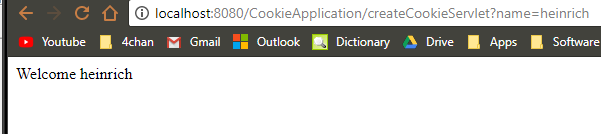 localhost:8080/CookieApplication/createCookieServlet?name=heinrich
Youtube 4chan Gmail Outlook Dictionary Drive Apps Software
Welcome heinrich